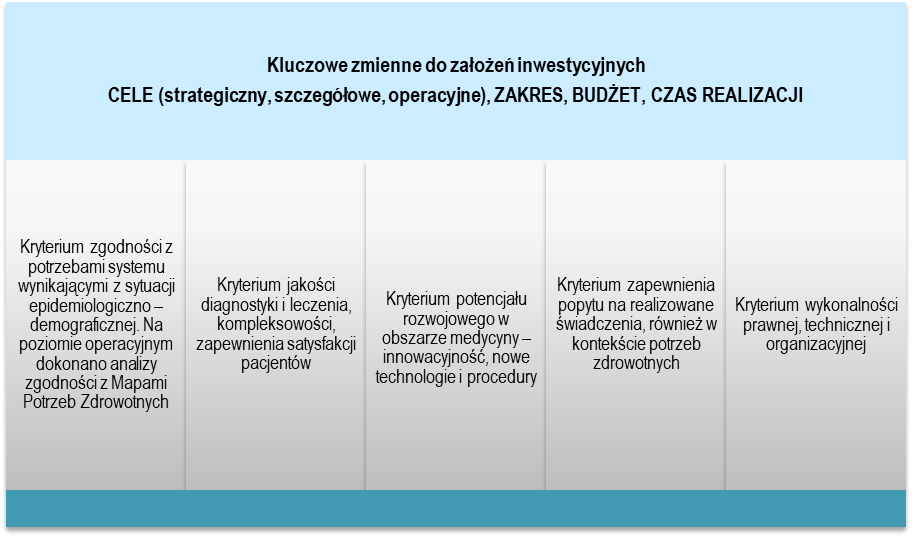 Kluczowe zmienne do założeń inwestycyjnych
CELE (strategiczny, szczegółowe, operacyjne), ZAKRES, BUDŻET, CZAS REALIZACJI
Kryterium zgodności z
potrzebami systemu
wynikającymi z sytuacji
epidemiologiczno –
demograficznej. Na
poziomie operacyjnym
dokonano analizy
zgodności z Mapami
Potrzeb Zdrowotnych
Kryterium jakości
diagnostyki i leczenia,
kompleksowości,
zapewnienia satysfakcji
pacjentów
Kryterium potencjału
rozwojowego w
obszarze medycyny –
innowacyjność, nowe
technologie i procedury
Kryterium zapewnienia
popytu na realizowane
świadczenia, również w
kontekście potrzeb
zdrowotnych
Kryterium wykonalności
prawnej, technicznej i
organizacyjnej